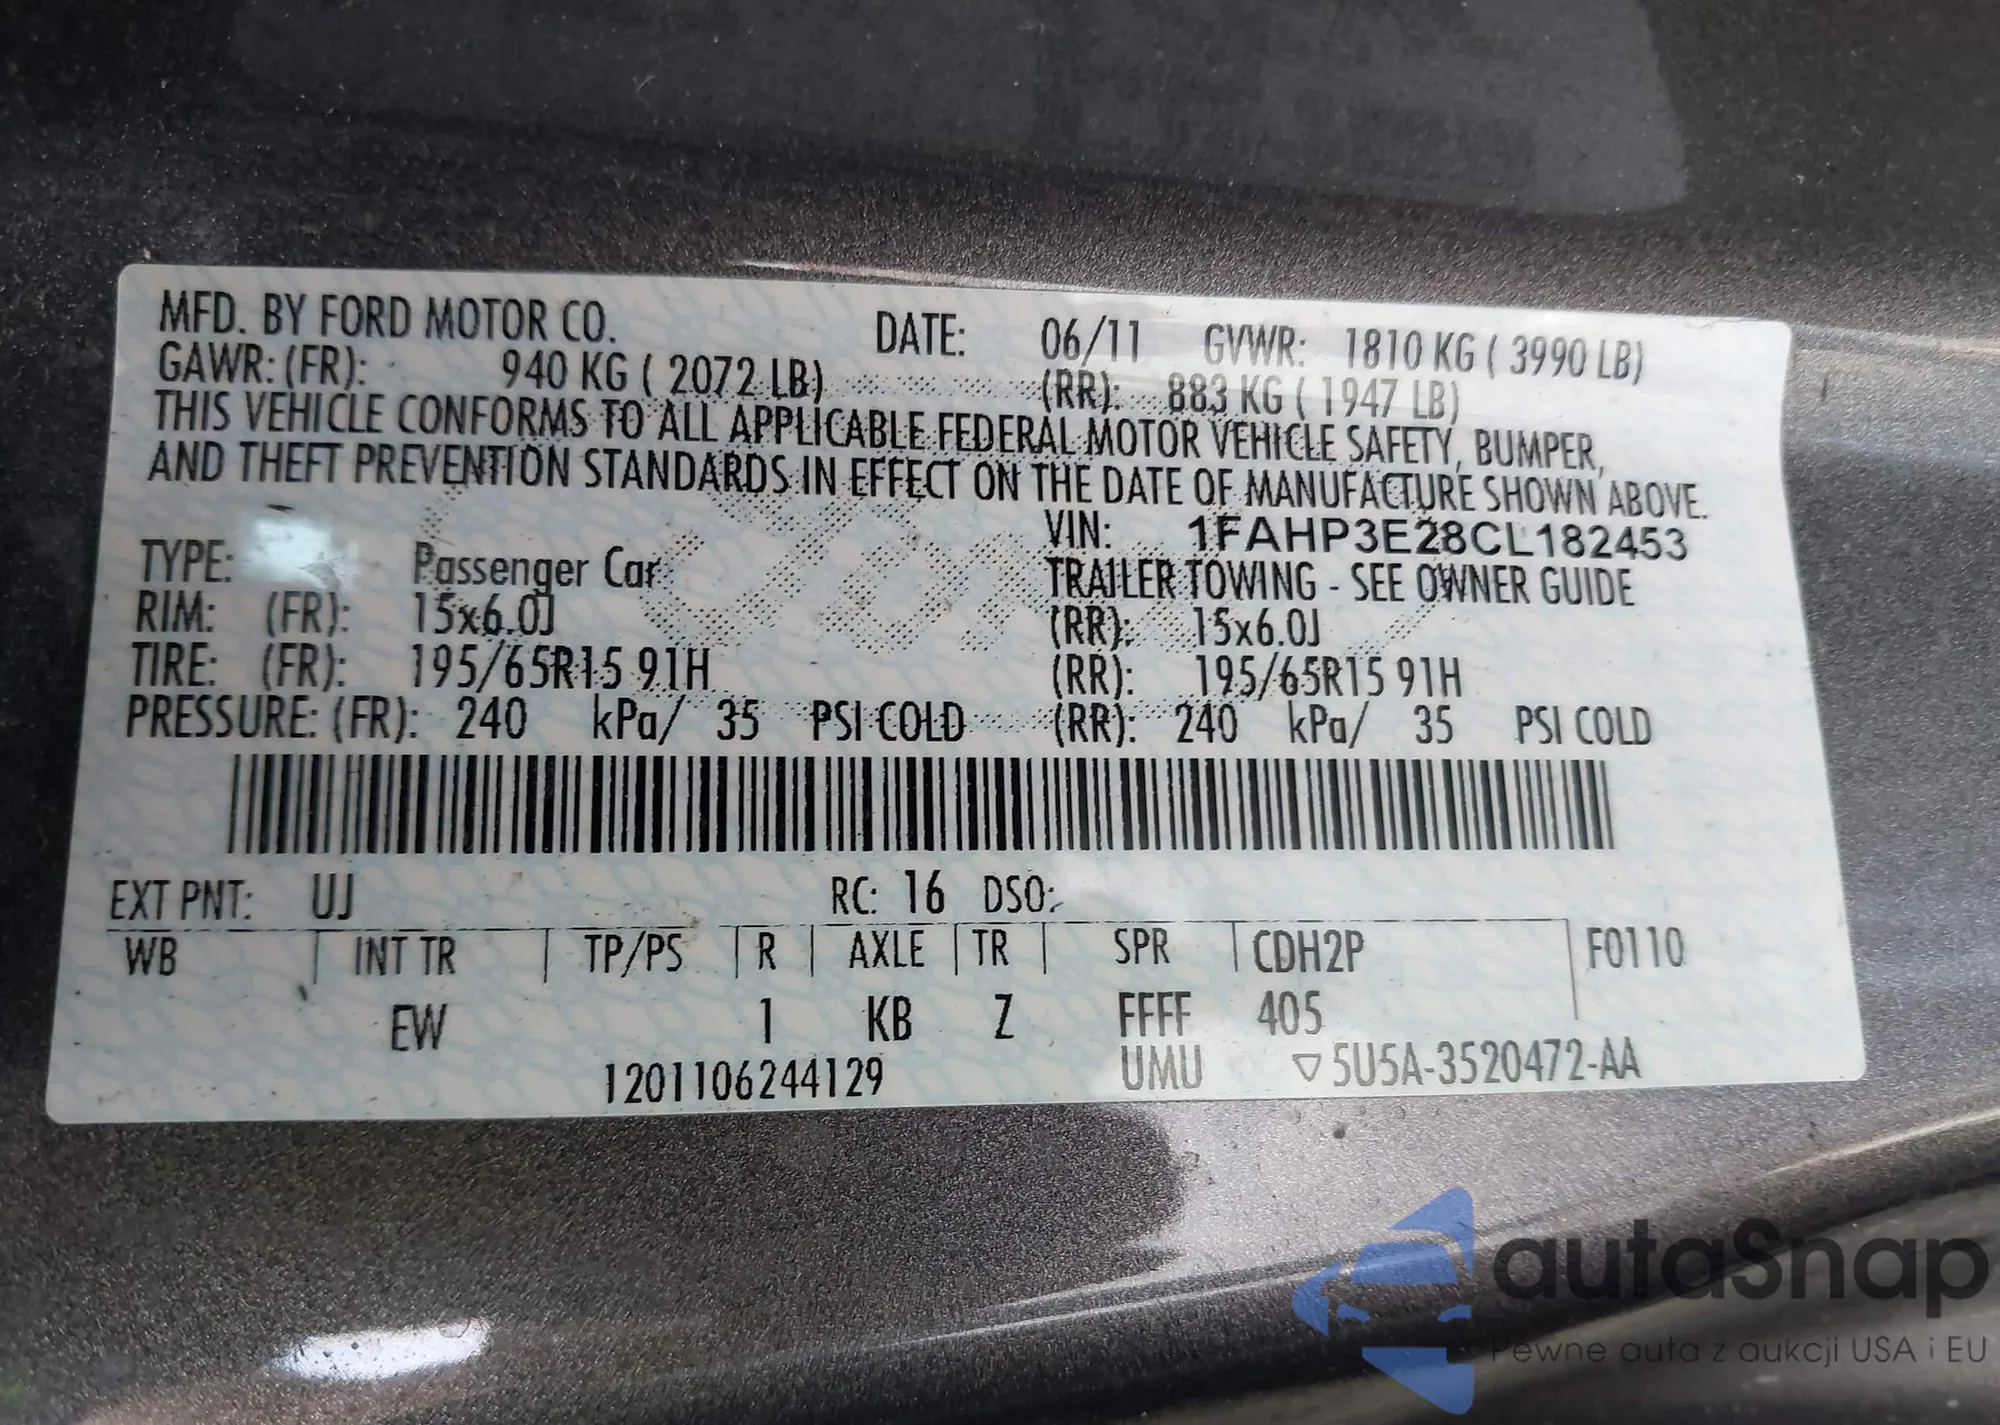 MFD. BY FORD MOTOR CO. DATE: 06/11 GVWR: 1810 KG ( 3990 LB)
GAWR: (FR): 940 KG ( 2072 LB) (RR): 883 KG ( 1947 LB)
THIS VEHICLE CONFORMS TO ALL APPLICABLE FEDERAL MOTOR VEHICLE SAFETY, BUMPER,
AND THEFT PREVENTION STANDARDS IN EFFECT ON THE DATE OF MANUFACTURE SHOWN ABOVE.
VIN: 1FAHP3E28CL182453
TYPE: Passenger Car TRAILER TOWING - SEE OWNER GUIDE
RIM: (FR): 15x6.0J (RR): 15x6.0J
TIRE: (FR): 195/65R15 91H (RR): 195/65R15 91H
PRESSURE: (FR): 240 kPa/ 35 PSI COLD (RR): 240 kPa/ 35 PSI COLD
EXT PNT: UJ RC: 16 DSO:
WB INT TR TP/PS R AXLE TR SPR CDH2P F0110
EW 1 KB Z FFFF 405
1201106244129 UMU ▽5U5A-3520472-AA
autaSnap
Pewne auta z aukcji USA i EU